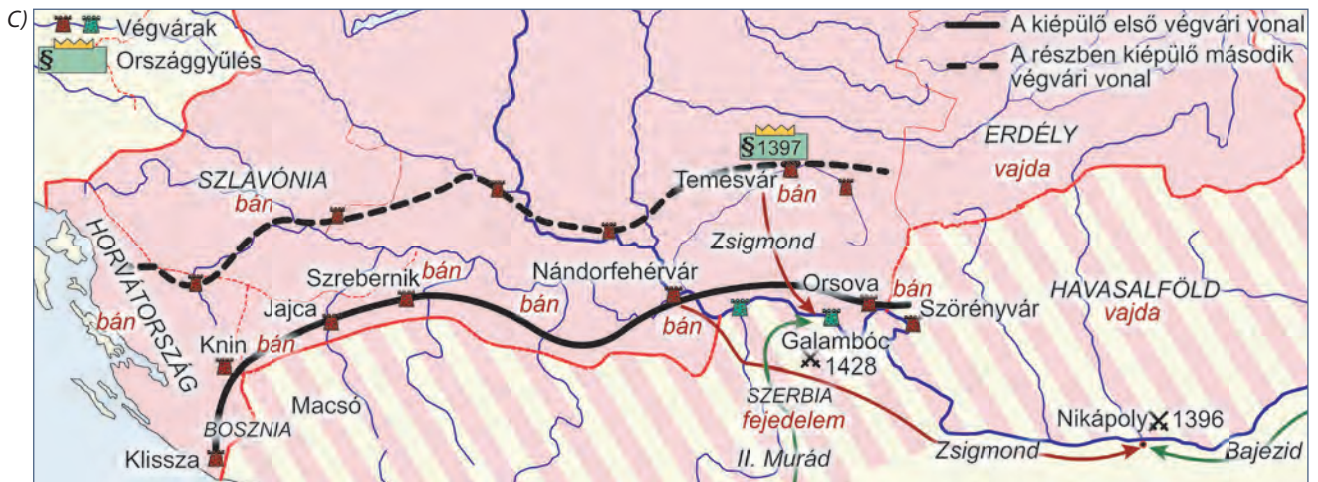 C)
Végvárak
§ Országgyűlés
A kiépülő első végvári vonal
A részben kiépülő második
végvári vonal
§ 1397
ERDÉLY
vajda
SZLAVÓNIA
bán
Temesvár
bán
HORVÁTORSZÁG
bán
Zsigmond
Szrebernik
bán
Nándorfehérvár
bán
bán
Orsova
bán
Szörényvár
HAVASALFÖLD
vajda
Jajca
bán
Knin
Galambóc
1428
Macsó
SZERBIA
fejedelem
BOSZNIA
Nikápoly
1396
Klissza
II. Murád
Zsigmond
Bajezid